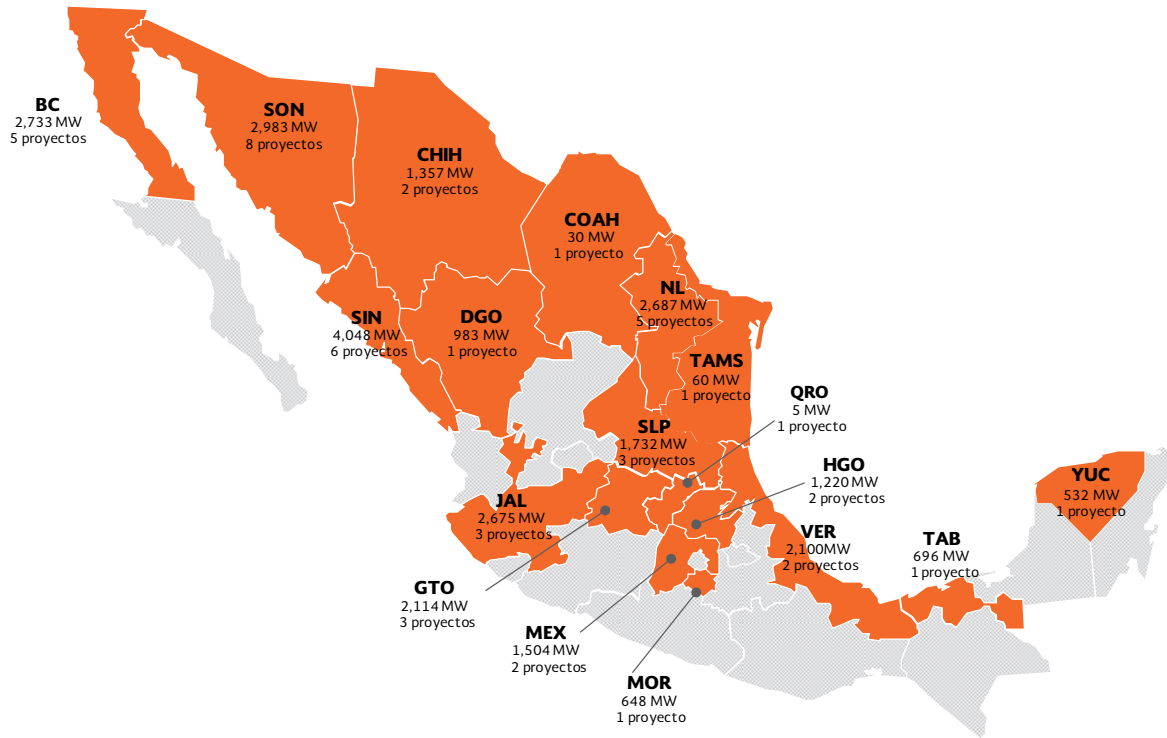 BC
2,733 MW
5 proyectos
SON
2,983 MW
8 proyectos
CHIH
1,357 MW
2 proyectos
COAH
30 MW
1 proyecto
NL
2,687 MW
5 proyectos
SIN
4,048 MW
6 proyectos
DGO
983 MW
1 proyecto
TAMS
60 MW
1 proyecto
QRO
5 MW
1 proyecto
SLP
1,732 MW
3 proyectos
HGO
1,220 MW
2 proyectos
YUC
532 MW
1 proyecto
JAL
2,675 MW
3 proyectos
VER
2,100MW
2 proyectos
TAB
696 MW
1 proyecto
GTO
2,114 MW
3 proyectos
MEX
1,504 MW
2 proyectos
MOR
648 MW
1 proyecto